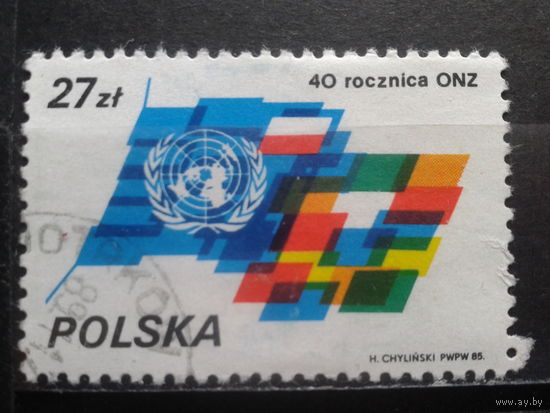 27 zł
40 rocznica ONZ
POLSKA
H. CHYLIŃSKI PWPW 85.
www.ay.by